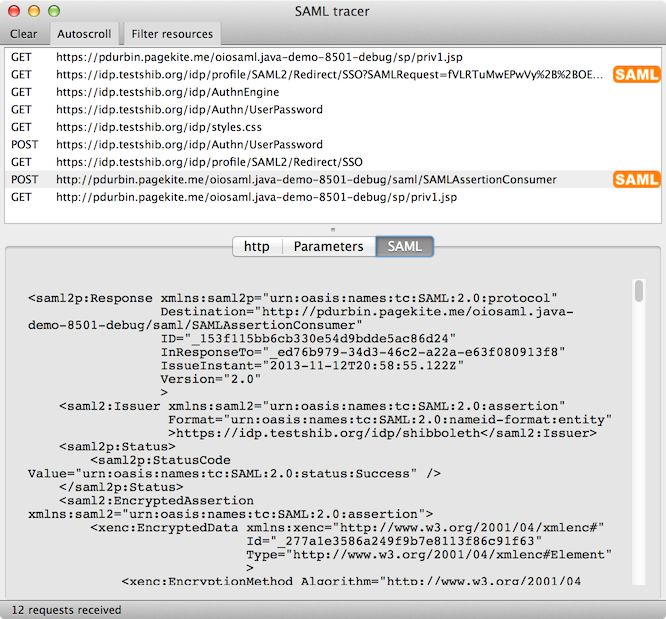 SAML tracer
Clear Autoscroll Filter resources
GET https://pdurbin.pagekite.me/oiosaml.java-demo-8501-debug/sp/priv1.jsp
GET https://idp.testshib.org/idp/profile/SAML2/Redirect/SSO?SAMLRequest=fVLRTuMwEPwVy%2B%2BOE... SAML
GET https://idp.testshib.org/idp/AuthnEngine
GET https://idp.testshib.org/idp/Authn/UserPassword
GET https://idp.testshib.org/idp/styles.css
POST https://idp.testshib.org/idp/Authn/UserPassword
GET https://idp.testshib.org/idp/profile/SAML2/Redirect/SSO
POST http://pdurbin.pagekite.me/oiosaml.java-demo-8501-debug/saml/SAMLAssertionConsumer SAML
GET http://pdurbin.pagekite.me/oiosaml.java-demo-8501-debug/sp/priv1.jsp
http Parameters SAML
<saml2p:Response xmlns:saml2p="urn:oasis:names:tc:SAML:2.0:protocol"
Destination="http://pdurbin.pagekite.me/oiosaml.java-
demo-8501-debug/saml/SAMLAssertionConsumer"
ID="_153f115bb6cb330e54d9bdde5ac86d24"
InResponseTo="_ed76b979-34d3-46c2-a22a-e63f080913f8"
IssueInstant="2013-11-12T20:58:55.122Z"
Version="2.0"
>
<saml2:Issuer xmlns:saml2="urn:oasis:names:tc:SAML:2.0:assertion"
Format="urn:oasis:names:tc:SAML:2.0:nameid-format:entity"
>https://idp.testshib.org/idp/shibboleth</saml2:Issuer>
<saml2p:Status>
<saml2p:StatusCode
Value="urn:oasis:names:tc:SAML:2.0:status:Success" />
</saml2p:Status>
<saml2:EncryptedAssertion
xmlns:saml2="urn:oasis:names:tc:SAML:2.0:assertion">
<xenc:EncryptedData xmlns:xenc="http://www.w3.org/2001/04/xmlenc#"
Id="_277a1e3586a249f9b7e8113f86c91f63"
Type="http://www.w3.org/2001/04/xmlenc#Element"
>
<xenc:EncryptionMethod Algorithm="http://www.w3.org/2001/04
12 requests received